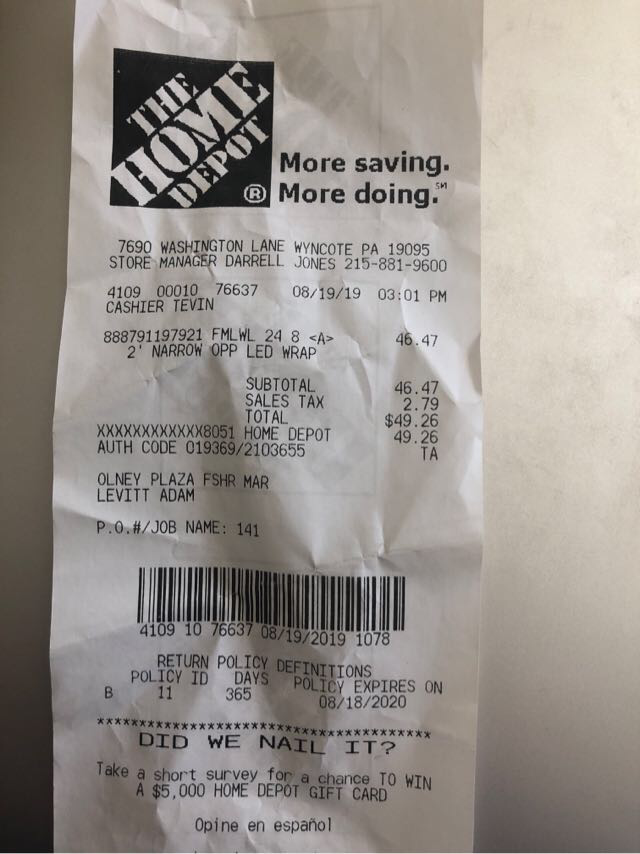 THE
HOME
DEPOT
®
More saving.
More doing.℠
7690 WASHINGTON LANE WYNCOTE PA 19095
STORE MANAGER DARRELL JONES 215-881-9600
4109 00010 76637 08/19/19 03:01 PM
CASHIER TEVIN
888791197921 FMLWL 24 8 <A> 46.47
2' NARROW OPP LED WRAP
SUBTOTAL 46.47
SALES TAX 2.79
TOTAL $49.26
XXXXXXXXXXXX8051 HOME DEPOT 49.26
AUTH CODE 019369/2103655 TA
OLNEY PLAZA FSHR MAR
LEVITT ADAM
P.O.#/JOB NAME: 141
4109 10 76637 08/19/2019 1078
RETURN POLICY DEFINITIONS
POLICY ID DAYS POLICY EXPIRES ON
B 11 365 08/18/2020
*******************************************
DID WE NAIL IT?
Take a short survey for a chance TO WIN
A $5,000 HOME DEPOT GIFT CARD
Opine en español